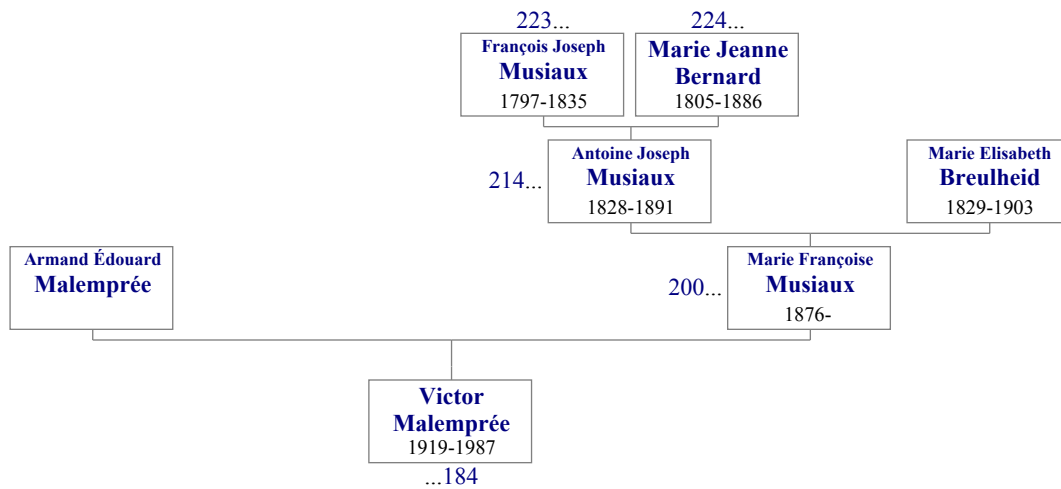 223...
François Joseph
Musiaux
1797-1835
224...
Marie Jeanne
Bernard
1805-1886
214...
Antoine Joseph
Musiaux
1828-1891
Marie Elisabeth
Breulheid
1829-1903
Armand Édouard
Malemprée
200...
Marie Françoise
Musiaux
1876-
Victor
Malemprée
1919-1987
...184